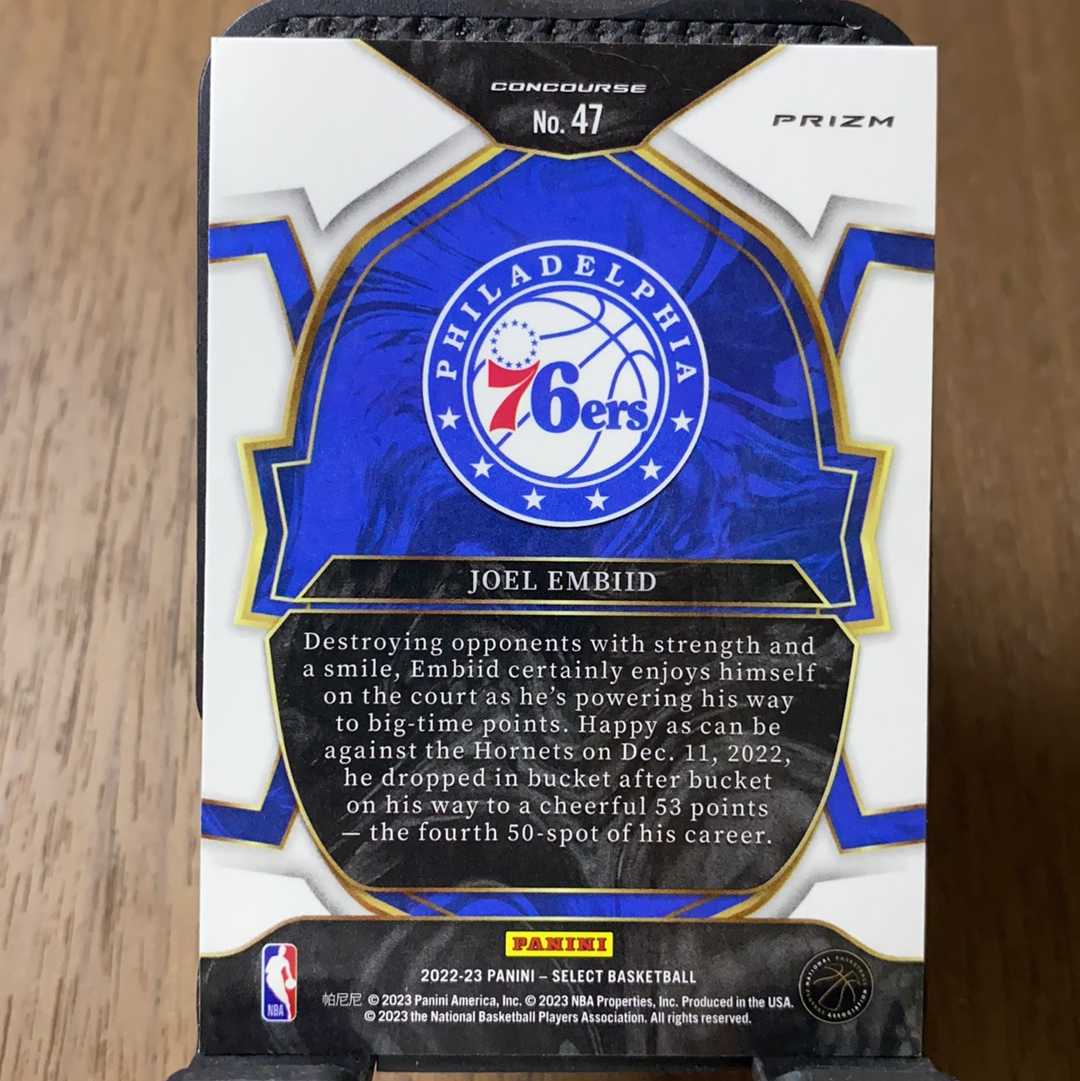 CONCOURSE
No. 47
PRIZM
PHILADELPHIA
76ers
JOEL EMBIID
Destroying opponents with strength and
a smile, Embiid certainly enjoys himself
on the court as he's powering his way
to big-time points. Happy as can be
against the Hornets on Dec. 11, 2022,
he dropped in bucket after bucket
on his way to a cheerful 53 points
— the fourth 50-spot of his career.
PANINI
2022-23 PANINI – SELECT BASKETBALL
帕尼尼 © 2023 Panini America, Inc. © 2023 NBA Properties, Inc. Produced in the USA.
© 2023 the National Basketball Players Association. All rights reserved.
NBA
NATIONAL BASKETBALL PLAYERS ASSOCIATION